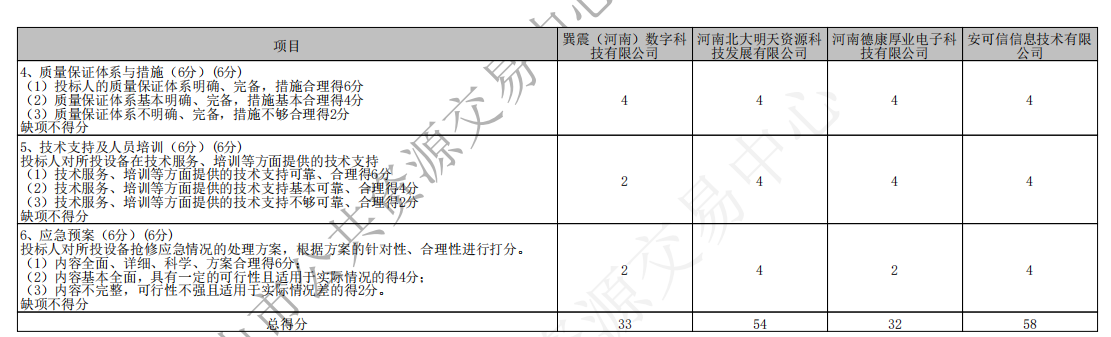 项目
巽震（河南）数字科
技有限公司
河南北大明天资源科
技发展有限公司
河南德康厚业电子科
技有限公司
安可信信息技术有限
公司
4、质量保证体系与措施（6分）(6分)
（1）投标人的质量保证体系明确、完备，措施合理得6分
（2）质量保证体系基本明确、完备，措施基本合理得4分
（3）质量保证体系不明确、完备，措施不够合理得2分
缺项不得分
4
4
4
4
5、技术支持及人员培训（6分）(6分)
投标人对所投设备在技术服务、培训等方面提供的技术支持
（1）技术服务、培训等方面提供的技术支持可靠、合理得6分
（2）技术服务、培训等方面提供的技术支持基本可靠、合理得4分
（3）技术服务、培训等方面提供的技术支持不够可靠、合理得2分
缺项不得分
2
4
4
4
6、应急预案（6分）(6分)
投标人对所投设备抢修应急情况的处理方案，根据方案的针对性、合理性进行打分。
（1）内容全面、详细、科学、方案合理得6分；
（2）内容基本全面，具有一定的可行性且适用于实际情况的得4分；
（3）内容不完整，可行性不强且适用于实际情况差的得2分。
缺项不得分
2
4
2
4
总得分
33
54
32
58
山市公共资源交易中心
资源交易中心